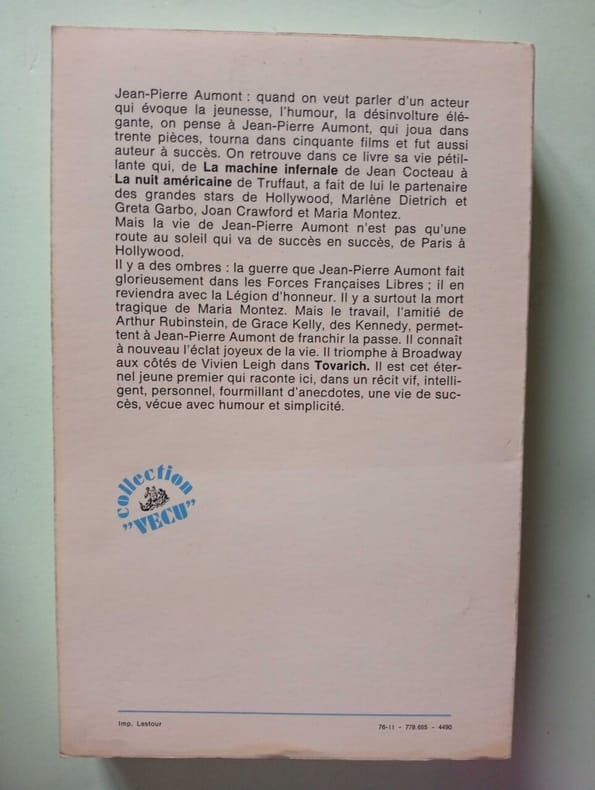 Jean-Pierre Aumont : quand on veut parler d'un acteur
qui évoque la jeunesse, l'humour, la désinvolture élé-
gante, on pense à Jean-Pierre Aumont, qui joua dans
trente pièces, tourna dans cinquante films et fut aussi
auteur à succès. On retrouve dans ce livre sa vie pétil-
lante qui, de La machine infernale de Jean Cocteau à
La nuit américaine de Truffaut, a fait de lui le partenaire
des grandes stars de Hollywood, Marlène Dietrich et
Greta Garbo, Joan Crawford et Maria Montez.
Mais la vie de Jean-Pierre Aumont n'est pas qu'une
route au soleil qui va de succès en succès, de Paris à
Hollywood.
Il y a des ombres : la guerre que Jean-Pierre Aumont fait
glorieusement dans les Forces Françaises Libres ; il en
reviendra avec la Légion d'honneur. Il y a surtout la mort
tragique de Maria Montez. Mais le travail, l'amitié de
Arthur Rubinstein, de Grace Kelly, des Kennedy, permet-
tent à Jean-Pierre Aumont de franchir la passe. Il connaît
à nouveau l'éclat joyeux de la vie. Il triomphe à Broadway
aux côtés de Vivien Leigh dans Tovarich. Il est cet éter-
nel jeune premier qui raconte ici, dans un récit vif, intelli-
gent, personnel, fourmillant d'anecdotes, une vie de suc-
cès, vécue avec humour et simplicité.
collection
"VECU"
Imp. Lestour
76-11 - 778.665 - 4490